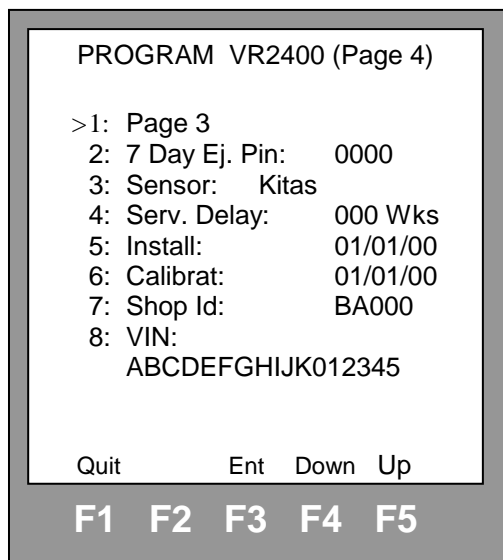 PROGRAM VR2400 (Page 4)
>1: Page 3
2: 7 Day Ej. Pin: 0000
3: Sensor: Kitas
4: Serv. Delay: 000 Wks
5: Install: 01/01/00
6: Calibrat: 01/01/00
7: Shop Id: BA000
8: VIN:
ABCDEFGHIJK012345
Quit Ent Down Up
F1 F2 F3 F4 F5